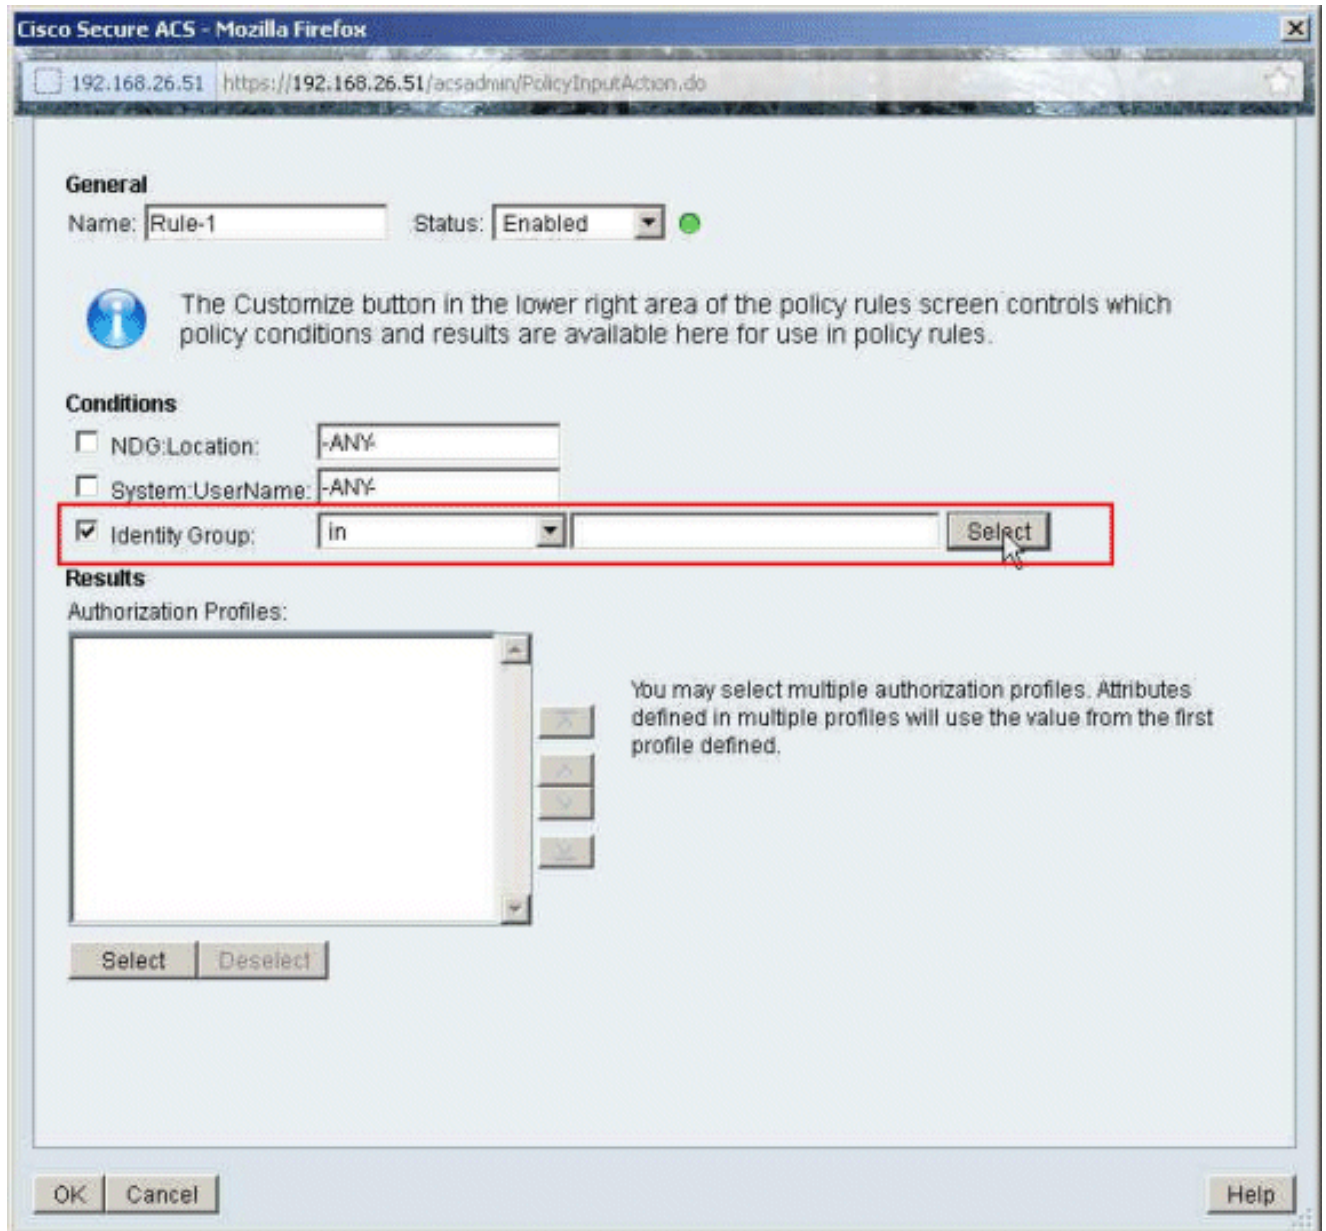 Cisco Secure ACS - Mozilla Firefox
192.168.26.51 https://192.168.26.51/acsadmin/PolicyInputAction.do
General
Name: Rule-1 Status: Enabled
The Customize button in the lower right area of the policy rules screen controls which
policy conditions and results are available here for use in policy rules.
Conditions
NDG:Location: -ANY-
System:UserName: -ANY-
Identity Group: in Select
Results
Authorization Profiles:
You may select multiple authorization profiles. Attributes
defined in multiple profiles will use the value from the first
profile defined.
Select Deselect
OK Cancel Help